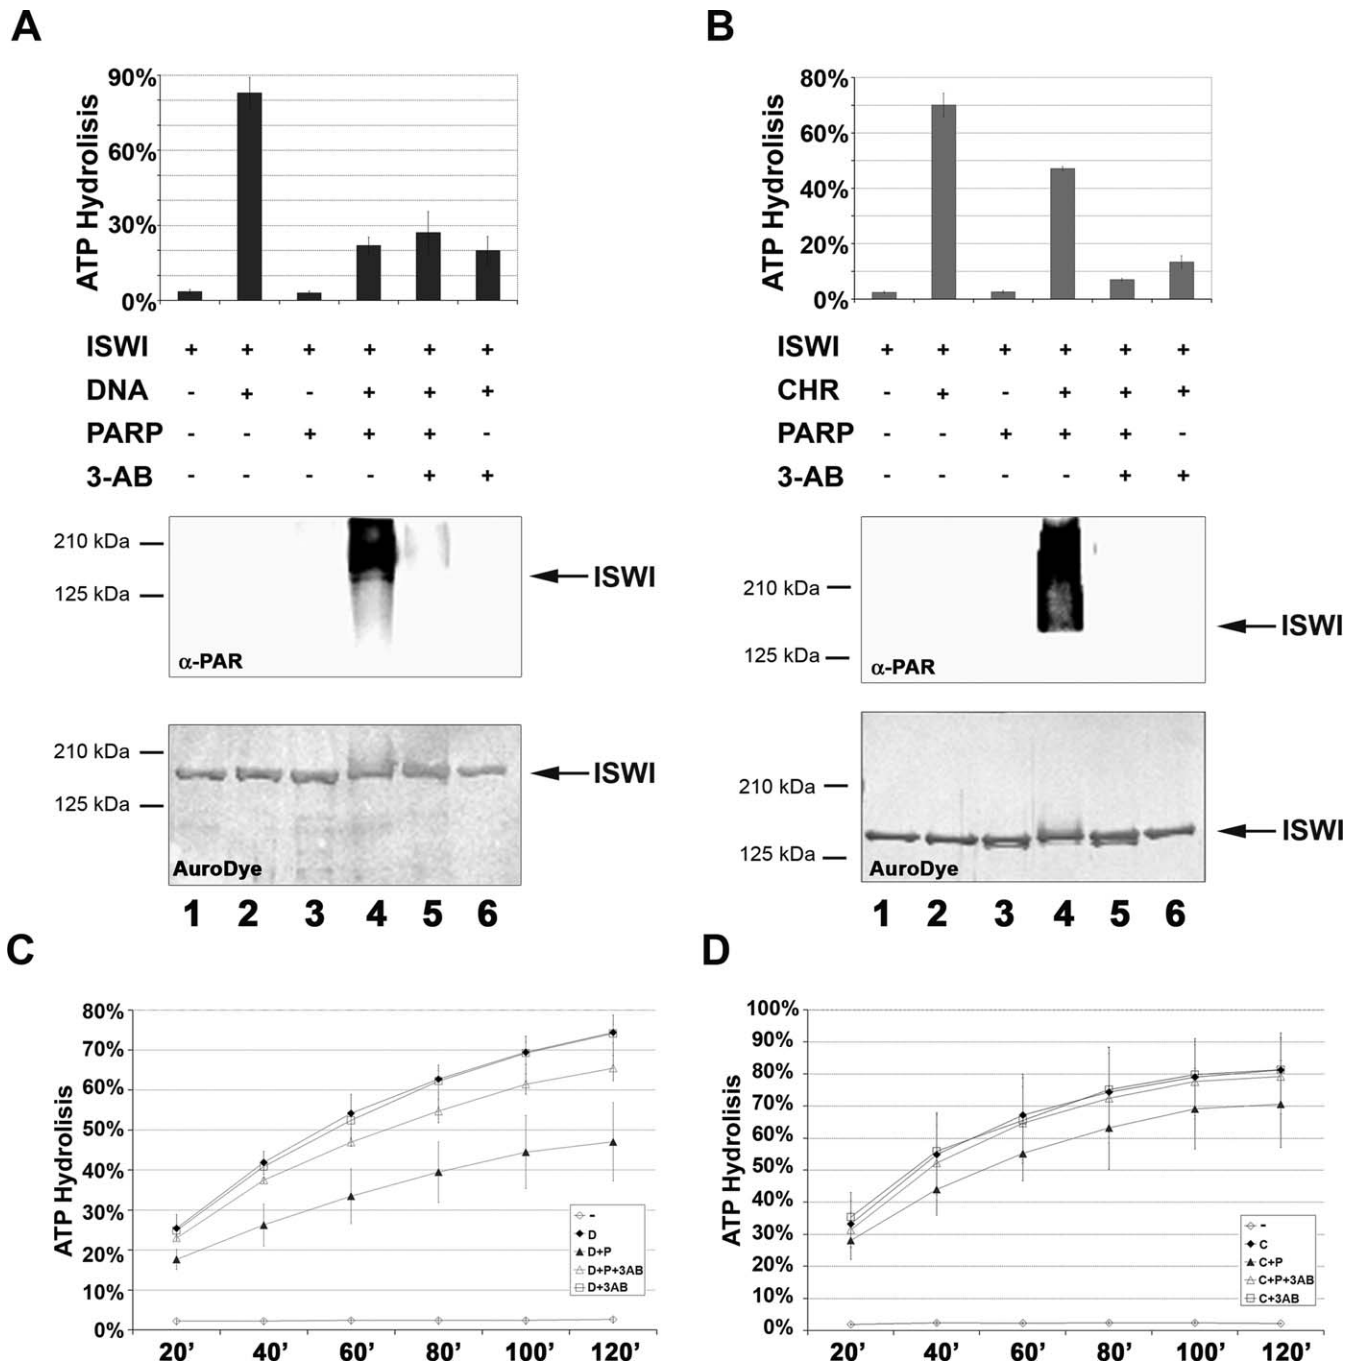 A
ATP Hydrolisis
90%
60%
30%
0%
ISWI + + + + + +
DNA - + - + + +
PARP - - + + + -
3-AB - - - - + +
210 kDa
ISWI
125 kDa
α-PAR
210 kDa
ISWI
125 kDa
AuroDye
1 2 3 4 5 6
B
ATP Hydrolisis
80%
60%
40%
20%
0%
ISWI + + + + + +
CHR - + - + + +
PARP - - + + + -
3-AB - - - - + +
210 kDa
ISWI
125 kDa
α-PAR
210 kDa
ISWI
125 kDa
AuroDye
1 2 3 4 5 6
C
ATP Hydrolisis
80%
70%
60%
50%
40%
30%
20%
10%
0%
-
D
D+P
D+P+3AB
D+3AB
20' 40' 60' 80' 100' 120'
D
ATP Hydrolisis
100%
90%
80%
70%
60%
50%
40%
30%
20%
10%
0%
-
C
C+P
C+P+3AB
C+3AB
20' 40' 60' 80' 100' 120'